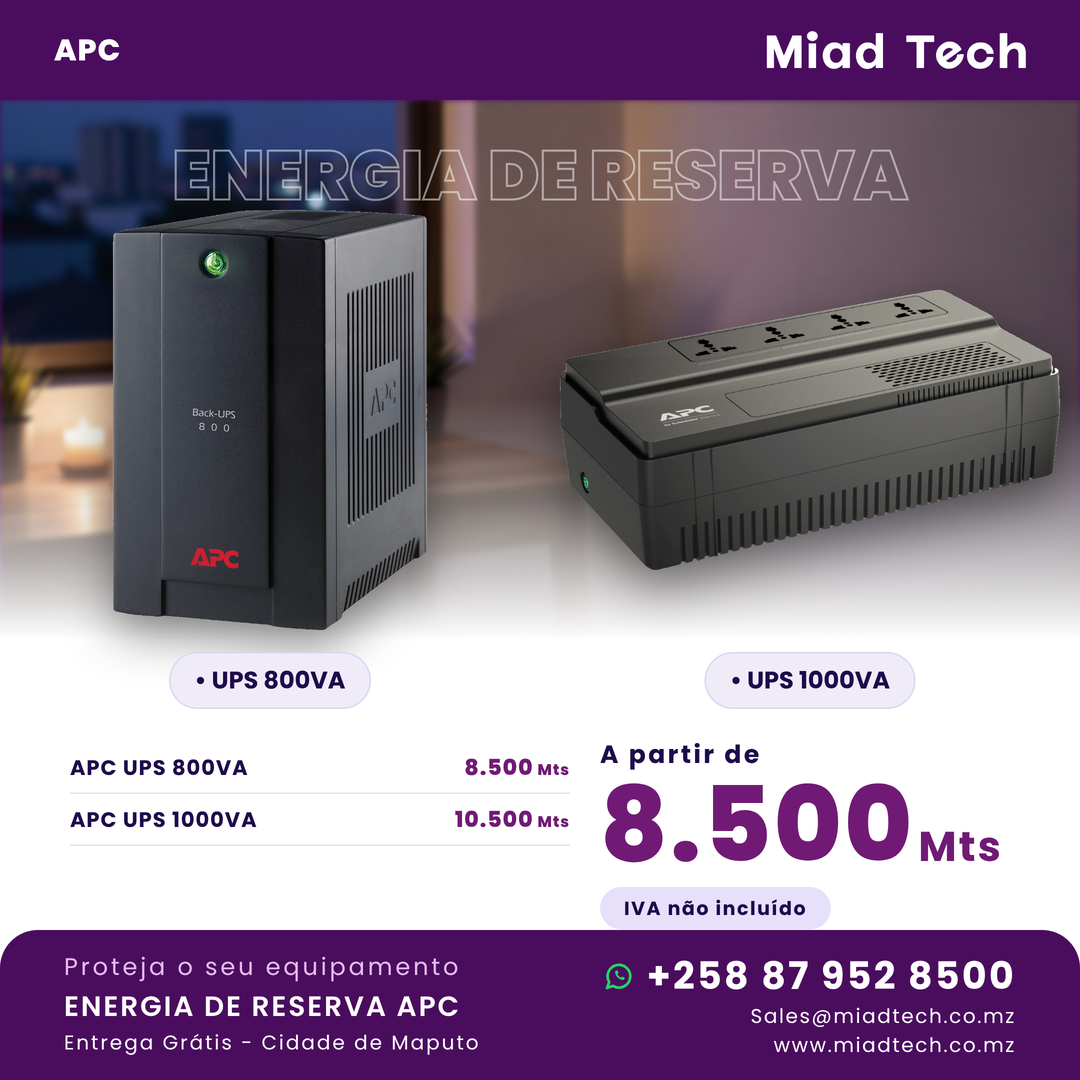 APC
Miad Tech
ENERGIA DE RESERVA
Back-UPS
800
APC
APC
APC
• UPS 800VA
• UPS 1000VA
APC UPS 800VA 8.500 Mts
APC UPS 1000VA 10.500 Mts
A partir de
8.500 Mts
IVA não incluído
Proteja o seu equipamento
ENERGIA DE RESERVA APC
Entrega Grátis - Cidade de Maputo
+258 87 952 8500
Sales@miadtech.co.mz
www.miadtech.co.mz